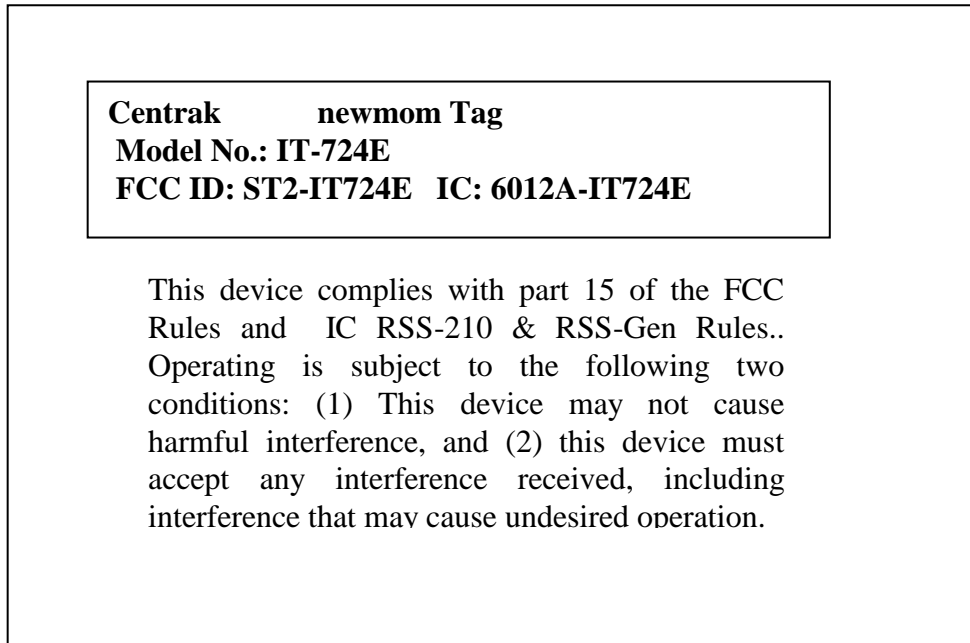 Centrak newmom Tag
Model No.: IT-724E
FCC ID: ST2-IT724E IC: 6012A-IT724E
This device complies with part 15 of the FCC
Rules and IC RSS-210 & RSS-Gen Rules..
Operating is subject to the following two
conditions: (1) This device may not cause
harmful interference, and (2) this device must
accept any interference received, including
interference that may cause undesired operation.